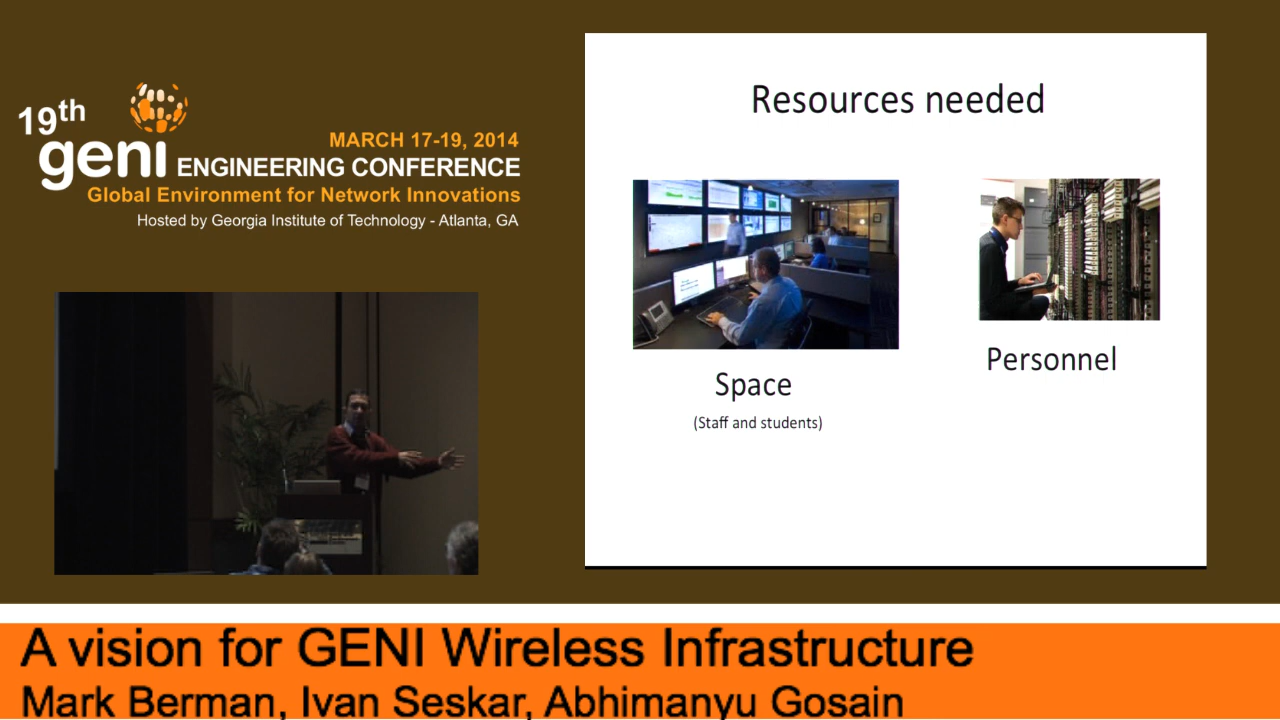 19th
geni
MARCH 17-19, 2014
ENGINEERING CONFERENCE
Global Environment for Network Innovations
Hosted by Georgia Institute of Technology - Atlanta, GA
Resources needed
Space
(Staff and students)
Personnel
A vision for GENI Wireless Infrastructure
Mark Berman, Ivan Seskar, Abhimanyu Gosain